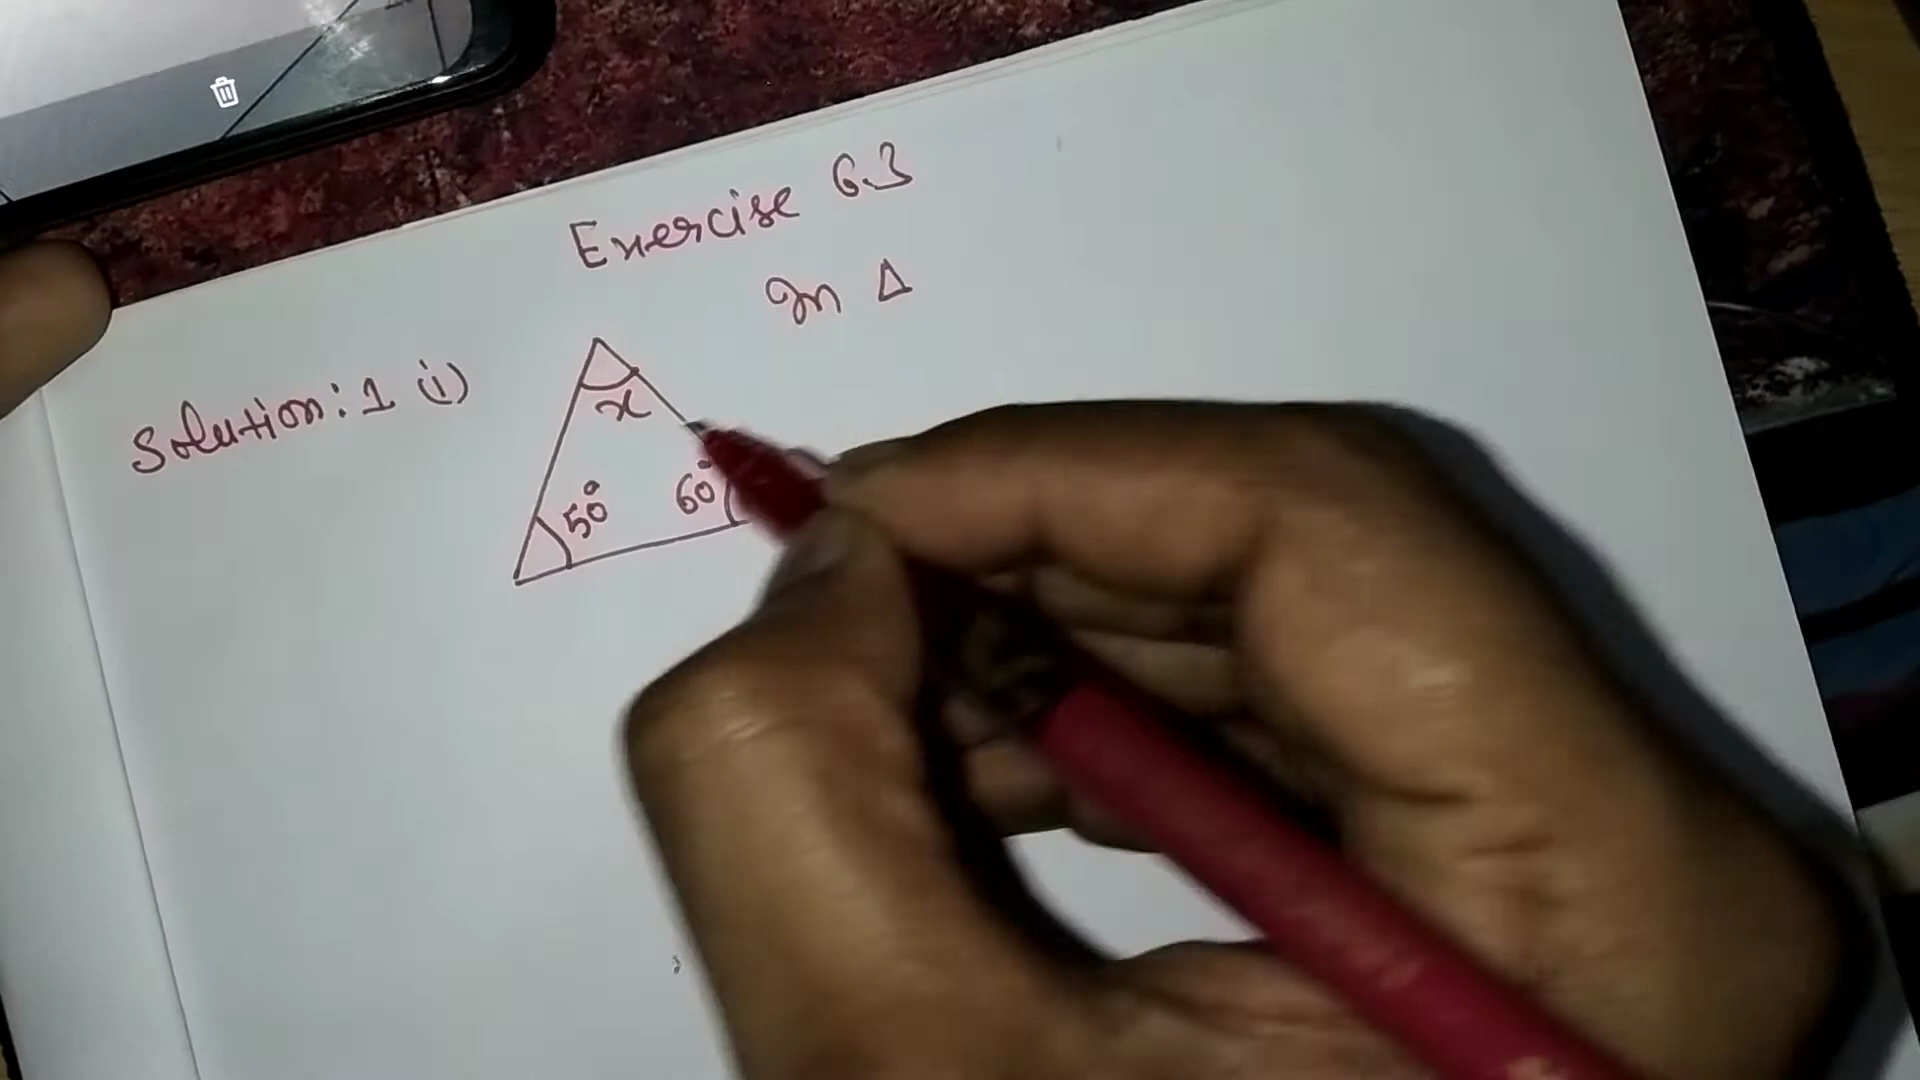 Exercise 6.3
In Δ
Solution: 1 (i)
x
50° 60°